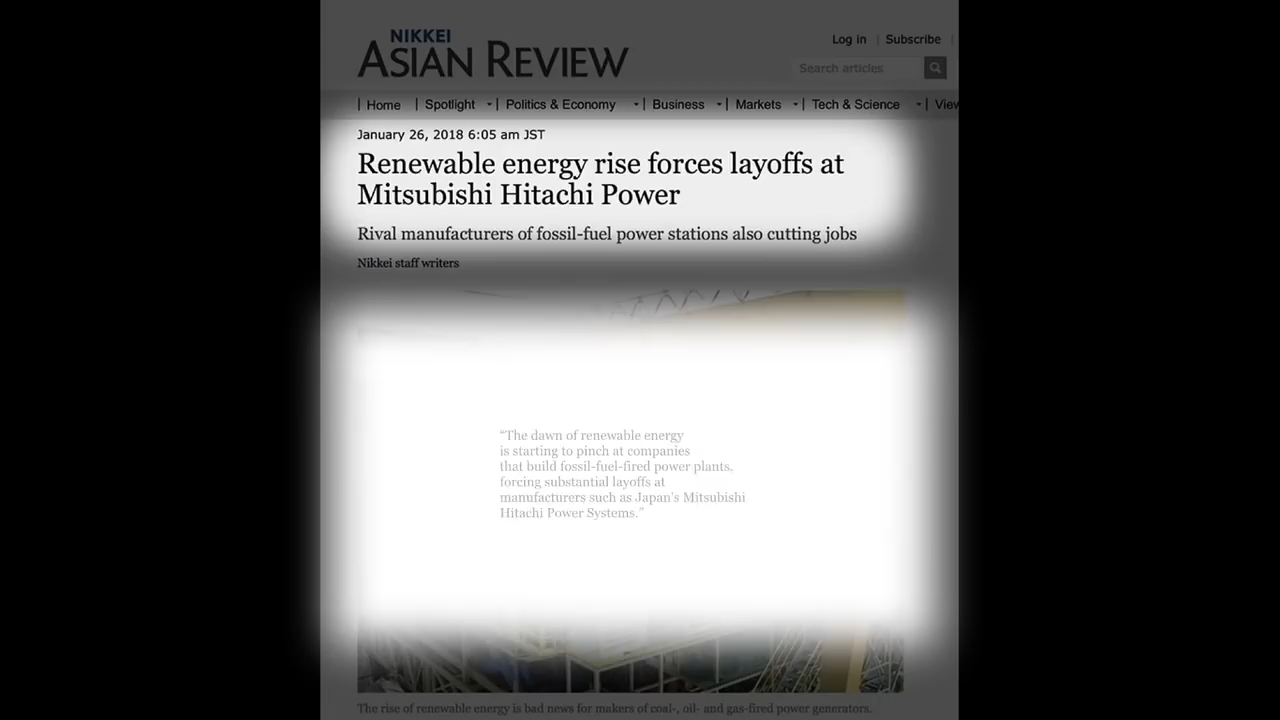 NIKKEI
ASIAN REVIEW
Log in | Subscribe |
Search articles
| Home | Spotlight | Politics & Economy | Business | Markets | Tech & Science |
January 26, 2018 6:05 am JST
Renewable energy rise forces layoffs at
Mitsubishi Hitachi Power
Rival manufacturers of fossil-fuel power stations also cutting jobs
Nikkei staff writers
“The dawn of renewable energy
is starting to pinch at companies
that build fossil-fuel-fired power plants,
forcing substantial layoffs at
manufacturers such as Japan's Mitsubishi
Hitachi Power Systems.”
The rise of renewable energy is bad news for makers of coal-, oil- and gas-fired power generators.